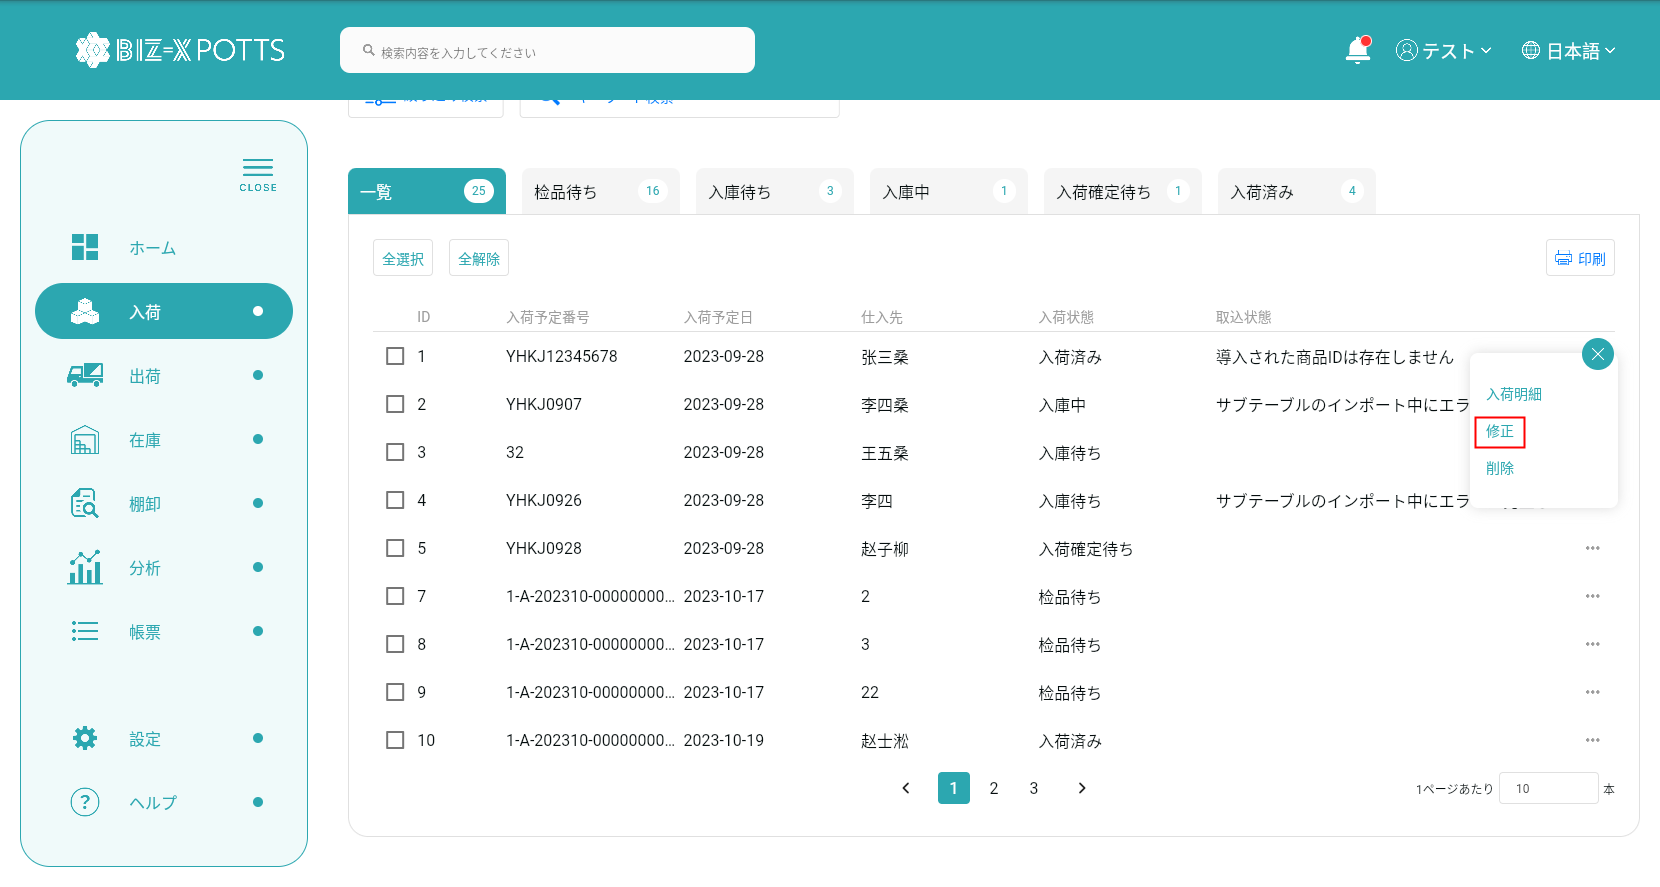 BIZ-X POTTS
検索内容を入力してください
テスト
日本語
CLOSE
ホーム
入荷
出荷
在庫
棚卸
分析
帳票
設定
ヘルプ
一覧 25
检品待ち 16
入庫待ち 3
入庫中 1
入荷確定待ち 1
入荷済み 4
全選択 全解除
印刷
ID 入荷予定番号 入荷予定日 仕入先 入荷状態 取込状態
1 YHKJ12345678 2023-09-28 张三桑 入荷済み 導入された商品IDは存在しません
2 YHKJ0907 2023-09-28 李四桑 入庫中 サブテーブルのインポート中にエラ
3 32 2023-09-28 王五桑 入庫待ち
4 YHKJ0926 2023-09-28 李四 入庫待ち サブテーブルのインポート中にエラ
5 YHKJ0928 2023-09-28 赵子柳 入荷確定待ち ...
7 1-A-202310-00000000... 2023-10-17 2 检品待ち ...
8 1-A-202310-00000000... 2023-10-17 3 检品待ち ...
9 1-A-202310-00000000... 2023-10-17 22 检品待ち ...
10 1-A-202310-00000000... 2023-10-19 赵士淞 入荷済み ...
入荷明細
修正
削除
1 2 3
1ページあたり 10 本